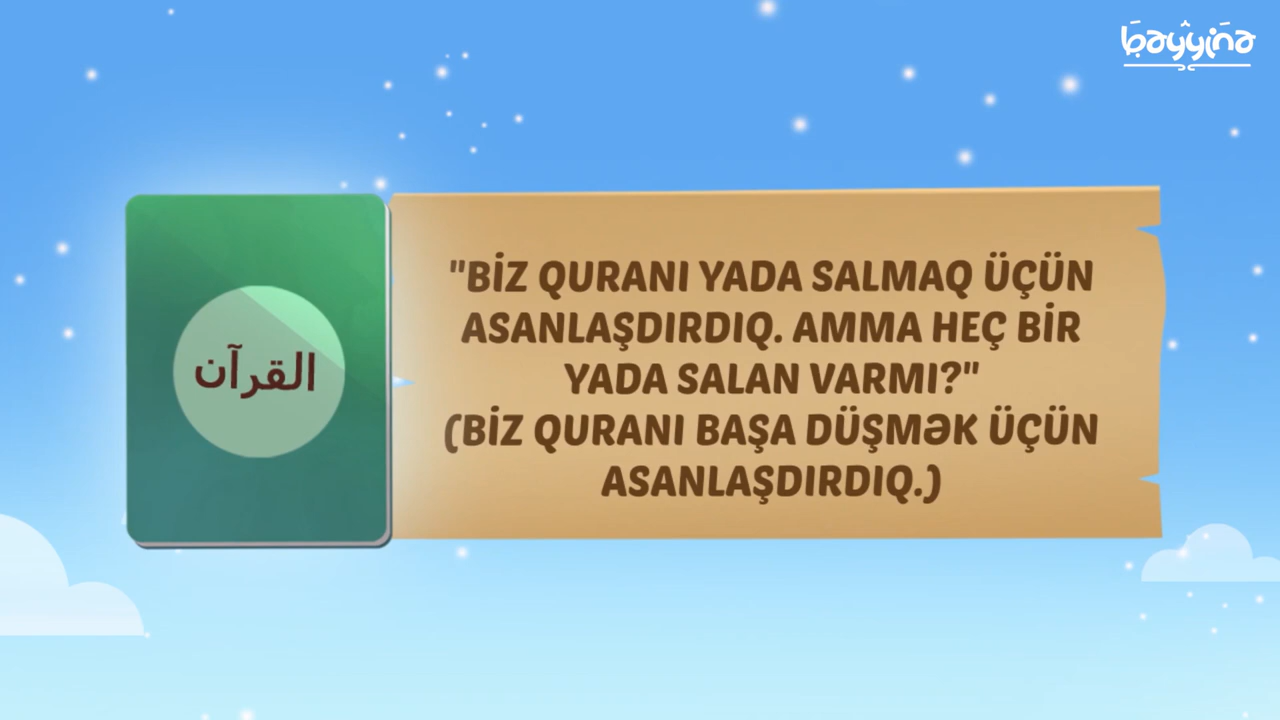 bayyina
القرآن
"BİZ QURANI YADA SALMAQ ÜÇÜN
ASANLAŞDIRDIQ. AMMA HEÇ BİR
YADA SALAN VARMI?"
(BİZ QURANI BAŞA DÜŞMƏK ÜÇÜN
ASANLAŞDIRDIQ.)